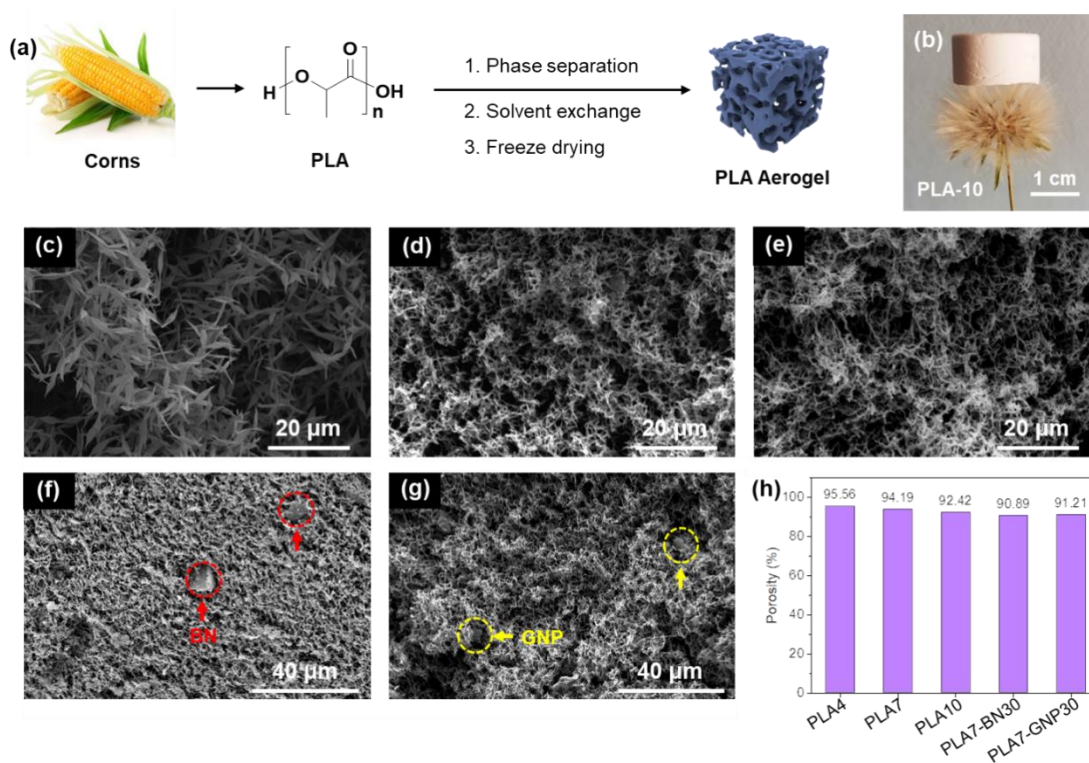 (a)
O
O
H
OH
n
1. Phase separation
2. Solvent exchange
3. Freeze drying
Corns
PLA
PLA Aerogel
(b)
PLA-10
1 cm
(c)
20 μm
(d)
20 μm
(e)
20 μm
(f)
BN
40 μm
(g)
GNP
40 μm
(h)
Porosity (%)
100
80
60
40
20
0
95.56
94.19
92.42
90.89
91.21
PLA4
PLA7
PLA10
PLA7-BN30
PLA7-GNP30